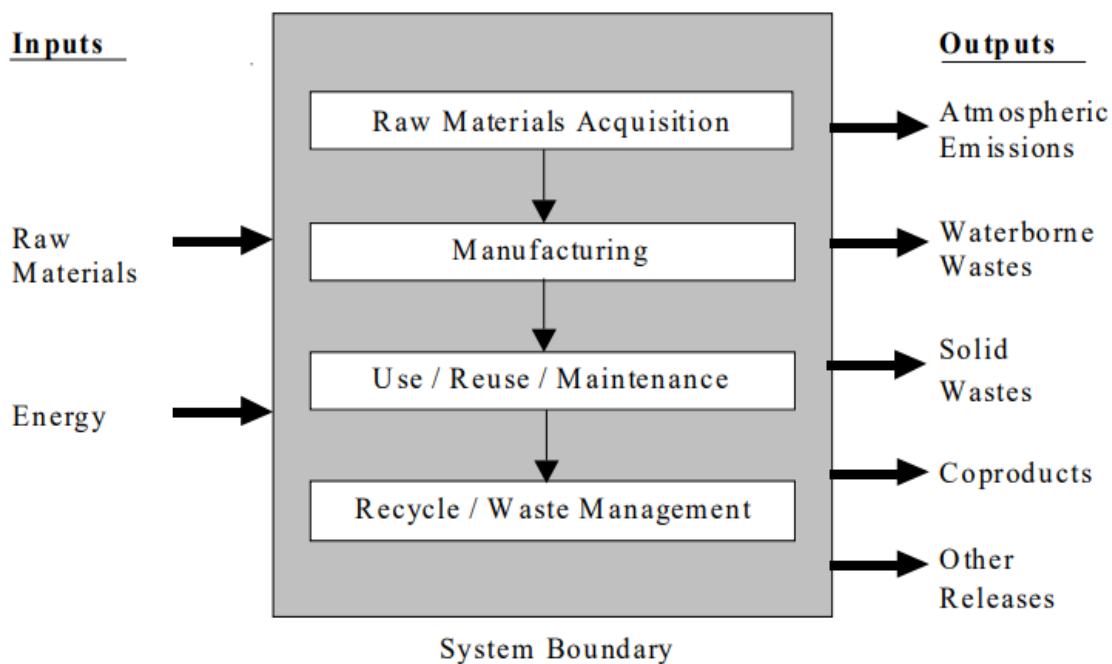 Inputs
Raw
Materials
Energy
Raw Materials Acquisition
Manufacturing
Use / Reuse / Maintenance
Recycle / Waste Management
System Boundary
Outputs
Atmospheric
Emissions
Waterborne
Wastes
Solid
Wastes
Coproducts
Other
Releases